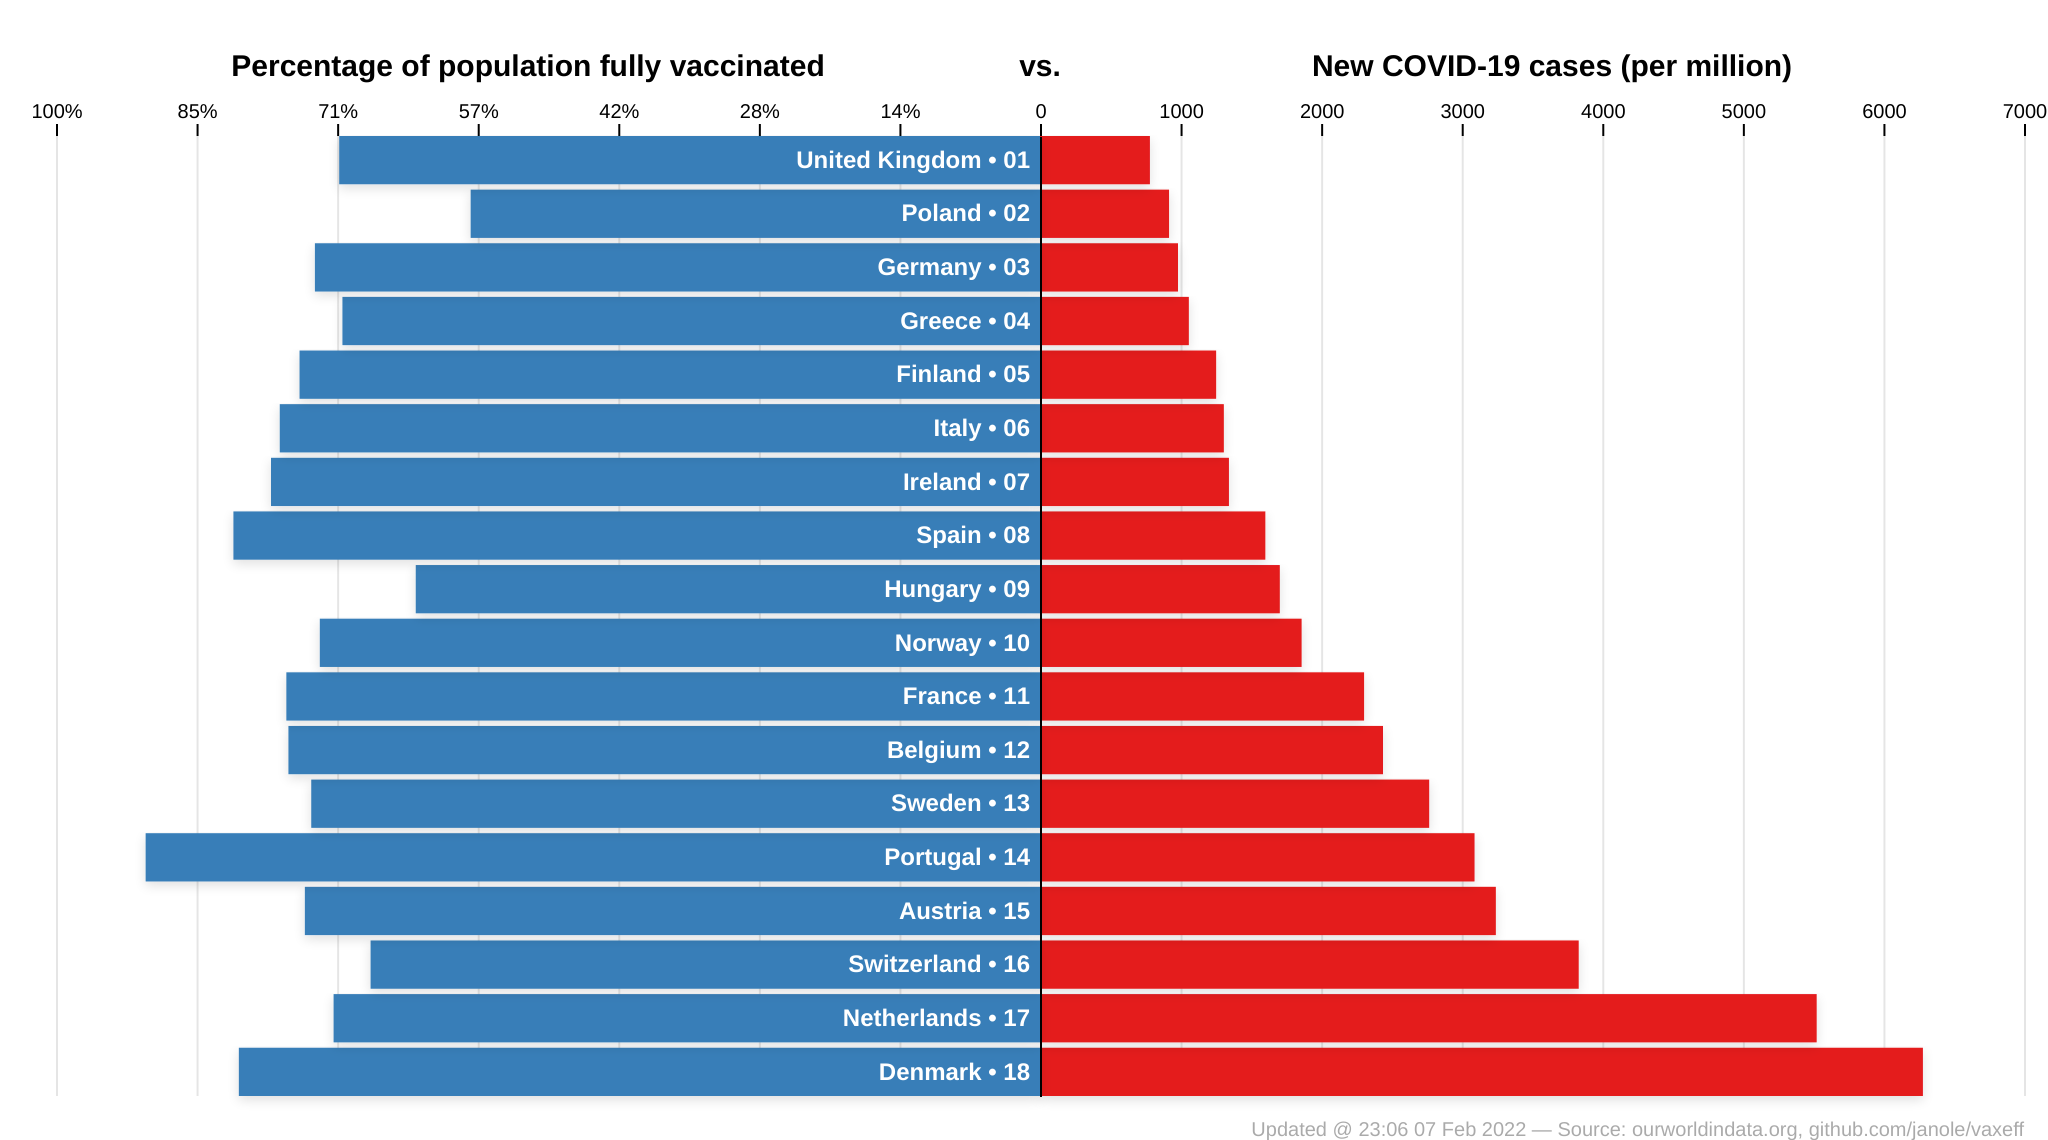 Percentage of population fully vaccinated vs. New COVID-19 cases (per million)
100% 85% 71% 57% 42% 28% 14% 0 1000 2000 3000 4000 5000 6000 7000
United Kingdom • 01
Poland • 02
Germany • 03
Greece • 04
Finland • 05
Italy • 06
Ireland • 07
Spain • 08
Hungary • 09
Norway • 10
France • 11
Belgium • 12
Sweden • 13
Portugal • 14
Austria • 15
Switzerland • 16
Netherlands • 17
Denmark • 18
Updated @ 23:06 07 Feb 2022 — Source: ourworldindata.org, github.com/janole/vaxeff